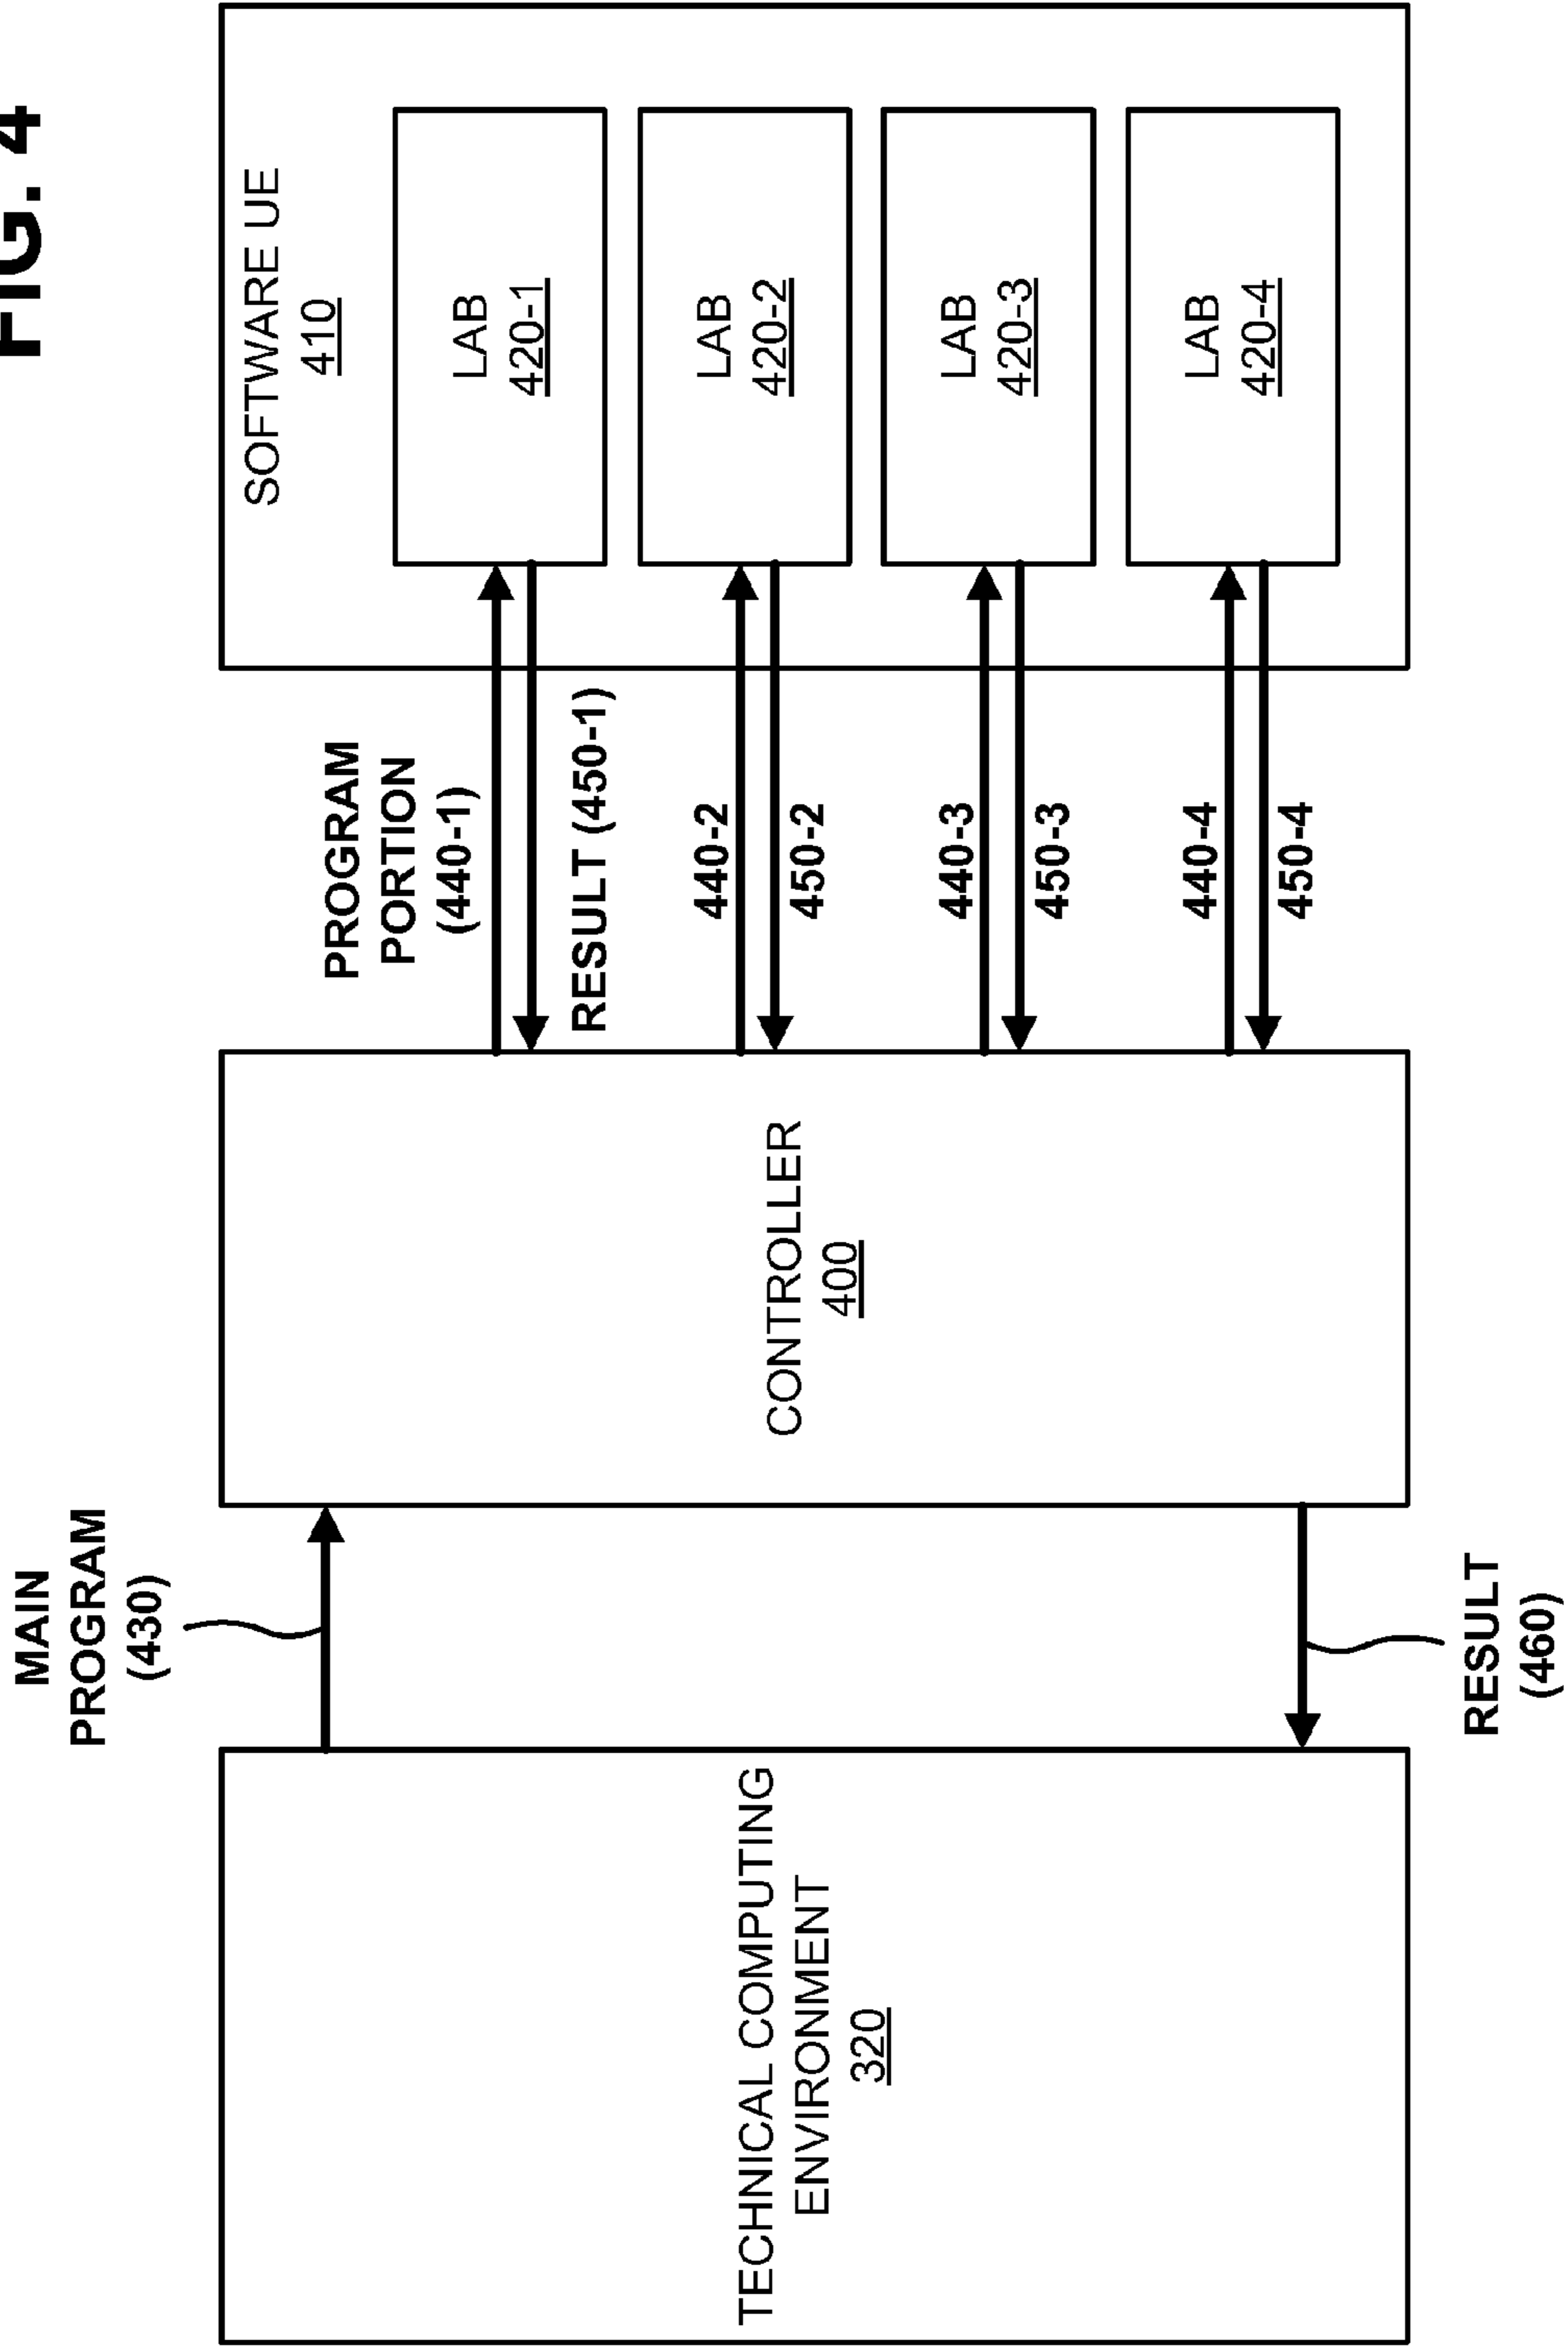 FIG. 4
MAIN
PROGRAM
(430)
TECHNICAL COMPUTING
ENVIRONMENT
320
CONTROLLER
400
RESULT
(460)
PROGRAM
PORTION
(440-1)
RESULT (450-1)
440-2
450-2
440-3
450-3
440-4
450-4
SOFTWARE UE
410
LAB
420-1
LAB
420-2
LAB
420-3
LAB
420-4